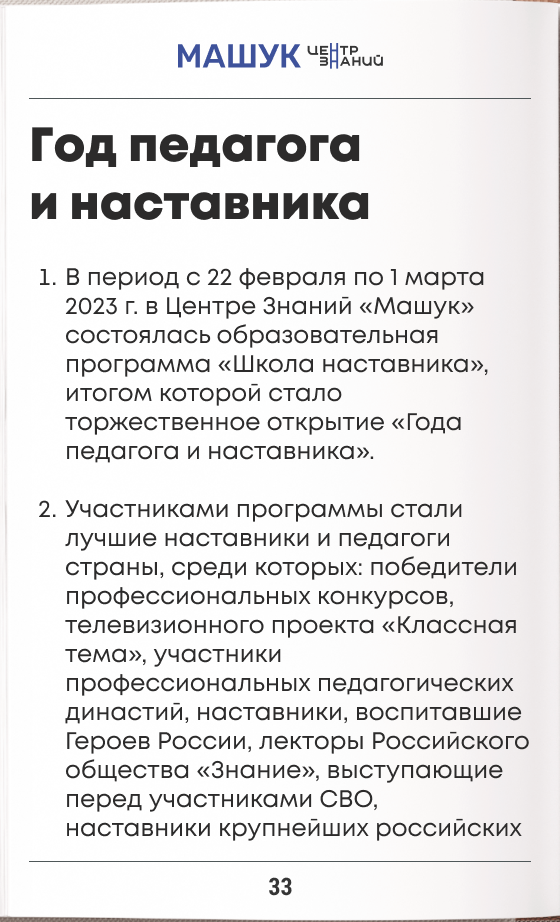 МАШУК ЦЕНТР
ЗНАНИЙ
Год педагога
и наставника
1. В период с 22 февраля по 1 марта
2023 г. в Центре Знаний «Машук»
состоялась образовательная
программа «Школа наставника»,
итогом которой стало
торжественное открытие «Года
педагога и наставника».
2. Участниками программы стали
лучшие наставники и педагоги
страны, среди которых: победители
профессиональных конкурсов,
телевизионного проекта «Классная
тема», участники
профессиональных педагогических
династий, наставники, воспитавшие
Героев России, лекторы Российского
общества «Знание», выступающие
перед участниками СВО,
наставники крупнейших российских
33